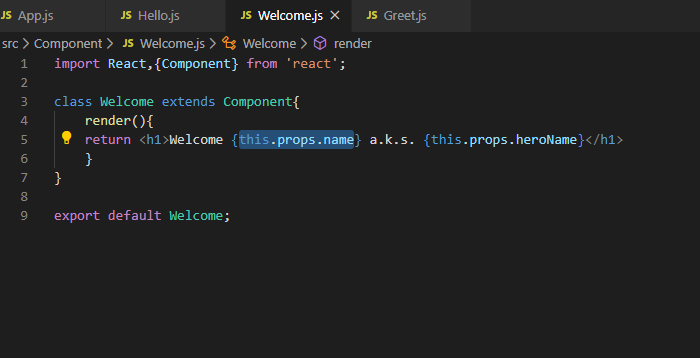 JS App.js JS Hello.js JS Welcome.js × JS Greet.js
src > Component > JS Welcome.js > Welcome > render
1 import React,{Component} from 'react';
2
3 class Welcome extends Component{
4 render(){
5 return <h1>Welcome {this.props.name} a.k.s. {this.props.heroName}</h1>
6 }
7 }
8
9 export default Welcome;